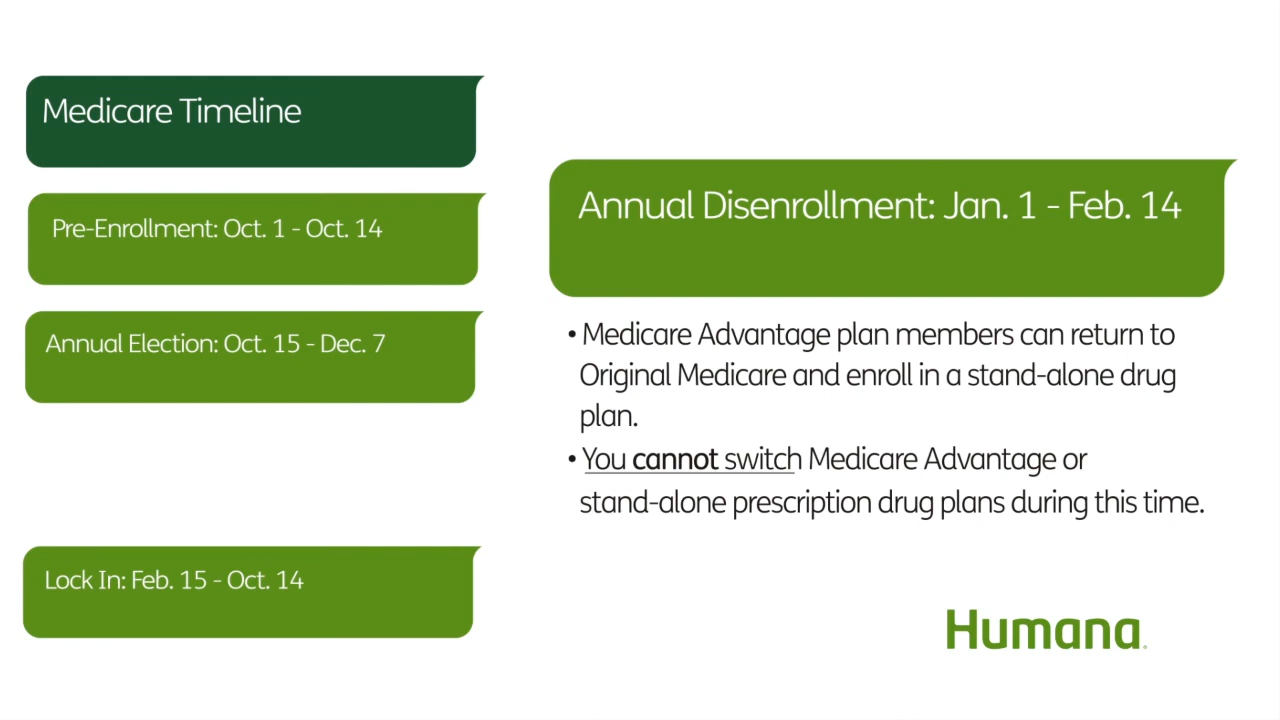 Medicare Timeline
Pre-Enrollment: Oct. 1 - Oct. 14
Annual Election: Oct. 15 - Dec. 7
Lock In: Feb. 15 - Oct. 14
Annual Disenrollment: Jan. 1 - Feb. 14
• Medicare Advantage plan members can return to
Original Medicare and enroll in a stand-alone drug
plan.
• You cannot switch Medicare Advantage or
stand-alone prescription drug plans during this time.
Humana